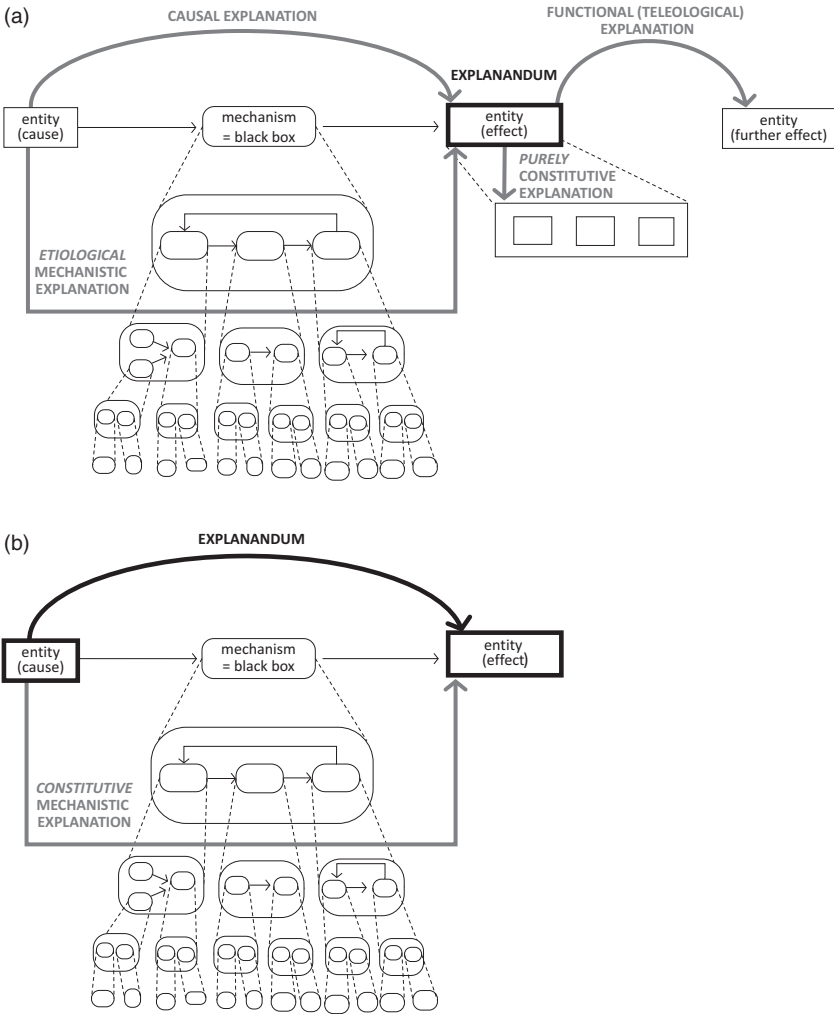 (a)
CAUSAL EXPLANATION
FUNCTIONAL (TELEOLOGICAL)
EXPLANATION
EXPLANANDUM
entity
(cause)
mechanism
= black box
entity
(effect)
entity
(further effect)
PURELY
CONSTITUTIVE
EXPLANATION
ETIOLOGICAL
MECHANISTIC
EXPLANATION
(b)
EXPLANANDUM
entity
(cause)
mechanism
= black box
entity
(effect)
CONSTITUTIVE
MECHANISTIC
EXPLANATION